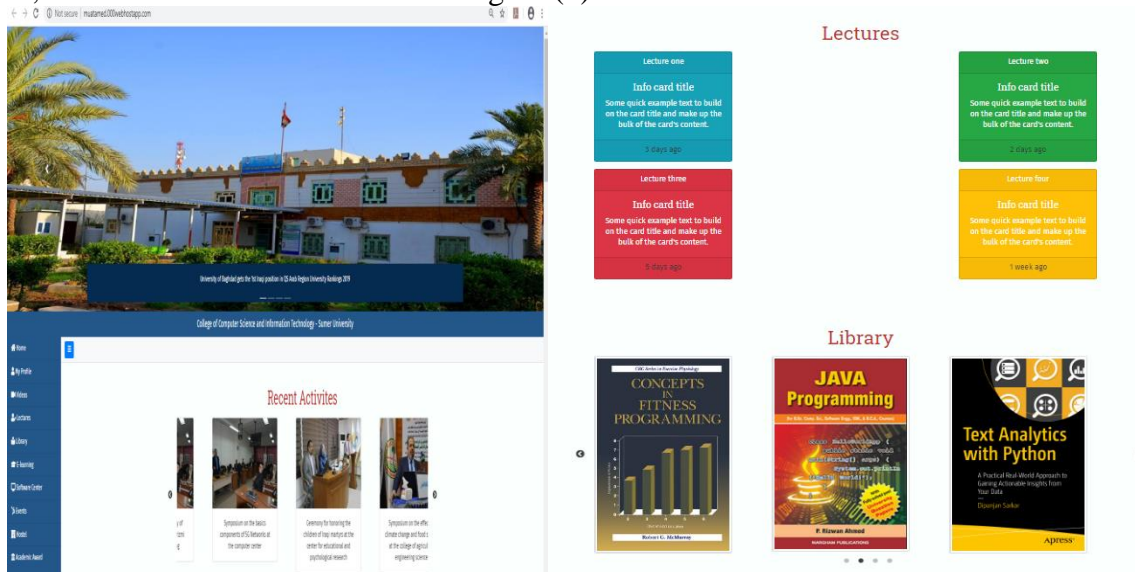 Not secure | muatamed.000webhostapp.com
University of Baghdad gets the 1st Iraqi position in QS Arab Region University Rankings 2019
College of Computer Science and Information Technology - Sumer University
Home
My Profile
Videos
Lectures
Library
E-learning
Software Center
Events
Hostel
Academic Award
Recent Activites
Symposium on the basics
components of 5G Networks at
the computer center
Ceremony for honoring the
children of Iraqi martyrs at the
center for educational and
psychological research
Symposium on the effec
climate change and food s
at the college of agricul
engineering science
Lectures
Lecture one
Info card title
Some quick example text to build
on the card title and make up the
bulk of the card's content.
3 days ago
Lecture two
Info card title
Some quick example text to build
on the card title and make up the
bulk of the card's content.
2 days ago
Lecture three
Info card title
Some quick example text to build
on the card title and make up the
bulk of the card's content.
5 days ago
Lecture four
Info card title
Some quick example text to build
on the card title and make up the
bulk of the card's content.
1 week ago
Library
CONCEPTS
IN
FITNESS
PROGRAMMING
Robert G. McMurray
JAVA
Programming
P. Rizwan Ahmed
MARGHAM PUBLICATIONS
Text Analytics
with Python
A Practical Real-World Approach to
Gaining Actionable Insights from
Your Data
Dipanjan Sarkar
Apress